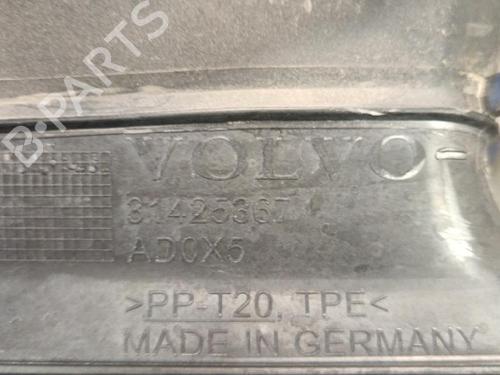 B-PARTS
VOLVO-
31425367
AD0X5
>PP-T20, TPE<
MADE IN GERMANY